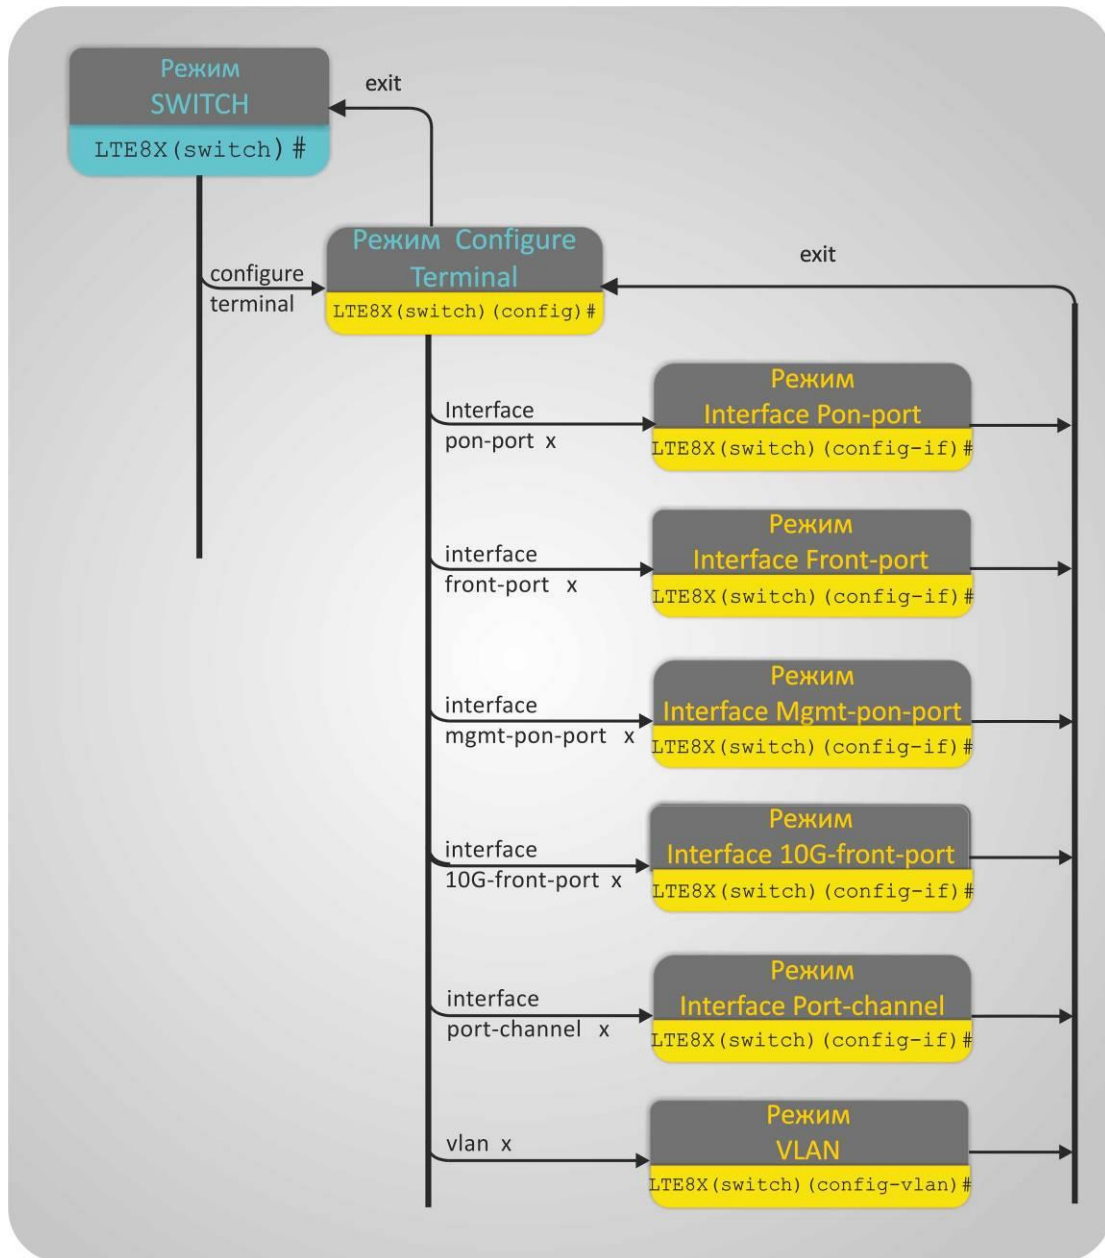 Режим
SWITCH
LTE8X(switch)#
exit
configure
terminal
Режим Configure
Terminal
LTE8X(switch)(config)#
exit
Interface
pon-port x
Режим
Interface Pon-port
LTE8X(switch)(config-if)#
interface
front-port x
Режим
Interface Front-port
LTE8X(switch)(config-if)#
interface
mgmt-pon-port x
Режим
Interface Mgmt-pon-port
LTE8X(switch)(config-if)#
interface
10G-front-port x
Режим
Interface 10G-front-port
LTE8X(switch)(config-if)#
interface
port-channel x
Режим
Interface Port-channel
LTE8X(switch)(config-if)#
vlan x
Режим
VLAN
LTE8X(switch)(config-vlan)#